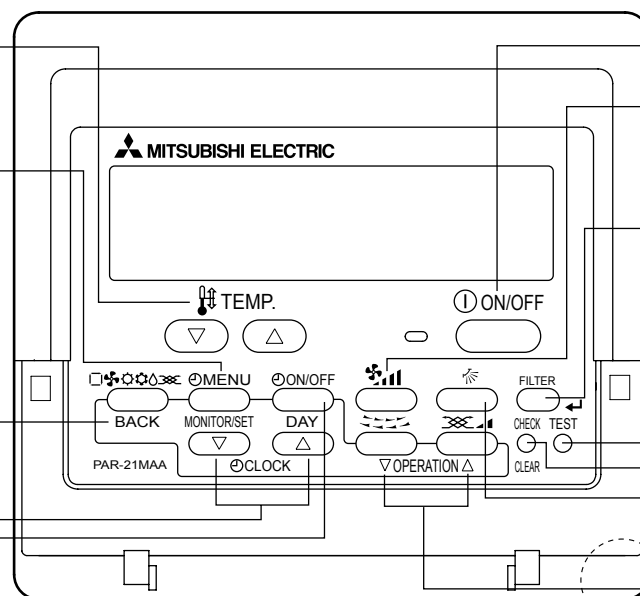 MITSUBISHI ELECTRIC
TEMP.
ON/OFF
MENU ON/OFF FILTER
BACK MONITOR/SET DAY CHECK TEST
PAR-21MAA CLOCK OPERATION CLEAR